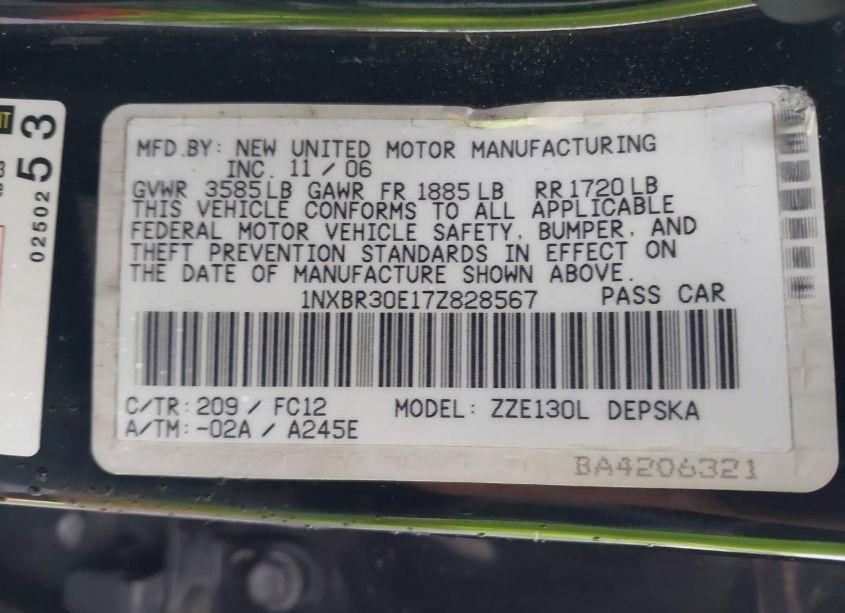 MFD.BY: NEW UNITED MOTOR MANUFACTURING
INC. 11 / 06
GVWR 3585LB GAWR FR 1885LB RR 1720LB
THIS VEHICLE CONFORMS TO ALL APPLICABLE
FEDERAL MOTOR VEHICLE SAFETY, BUMPER, AND
THEFT PREVENTION STANDARDS IN EFFECT ON
THE DATE OF MANUFACTURE SHOWN ABOVE.
1NXBR30E17Z828567 PASS CAR
C/TR: 209 / FC12 MODEL: ZZE130L DEPSKA
A/TM: -02A / A245E
BA4206321
02502 53